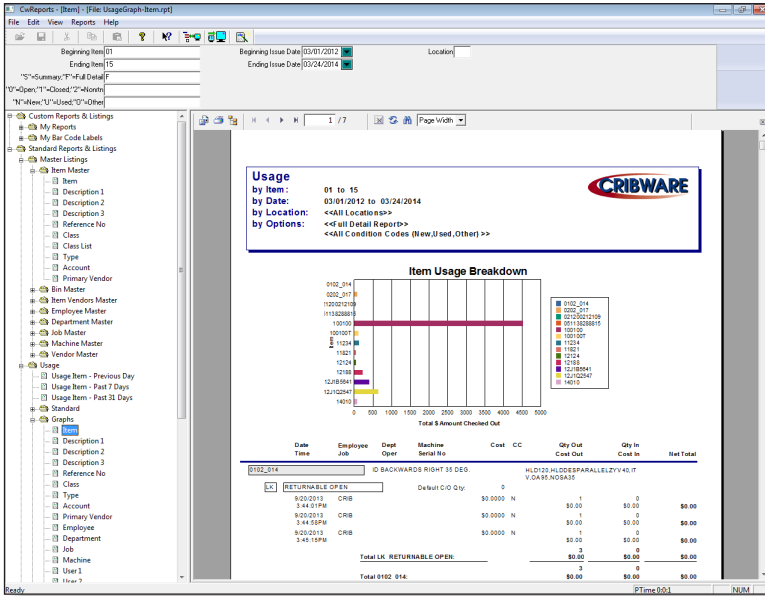 CwReports - [Item] - [File: UsageGraph-Item.rpt]
File Edit View Reports Help
Beginning Item 01
Beginning Issue Date 03/01/2012
Location
Ending Item 15
Ending Issue Date 03/24/2014
"S"=Summary;"F"=Full Detail F
"O"=Open;"1"=Closed;"2"=Nonrtn
"N"=New;"U"=Used;"O"=Other
Custom Reports & Listings
My Reports
My Bar Code Labels
Standard Reports & Listings
Master Listings
Item Master
Item
Description 1
Description 2
Description 3
Reference No
Class
Class List
Type
Account
Primary Vendor
Bin Master
Item Vendors Master
Employee Master
Department Master
Job Master
Machine Master
Vendor Master
Usage
Usage Item - Previous Day
Usage Item - Past 7 Days
Usage Item - Past 31 Days
Standard
Graphs
Item
Description 1
Description 2
Description 3
Reference No
Class
Type
Account
Primary Vendor
Employee
Department
Job
Machine
User 1
User 2
1 / 7
Page Width
Usage
by Item: 01 to 15
by Date: 03/01/2012 to 03/24/2014
by Location: <<All Locations>>
by Options: <<Full Detail Report>>
<<All Condition Codes (New,Used,Other) >>
CRIBWARE
Item Usage Breakdown
Item
0102_014
0202_017
100100
100100T
11234
11821
12124
12188
12J1B5641
12J1Q2547
14010
0 500 1000 1500 2000 2500 3000 3500 4000 4500 5000
Total $ Amount Checked Out
0102_014
0202_017
021200212109
051138288815
100100
100100T
11234
11821
12124
12188
12J1B5641
12J1Q2547
14010
Date Employee Dept Machine Cost CC Qty Out Qty In
Time Job Oper Serial No Cost Out Cost In Net Total
0102_014 ID BACKWARDS RIGHT 35 DEG. HLD120,HLDDESPARALLELZYV40,IT
V,OA95,NOSA35
LK RETURNABLE OPEN Default C/O Qty: 0
9/20/2013 CRIB $0.0000 N 1 0
3:44:01PM $0.00 $0.00 $0.00
9/20/2013 CRIB $0.0000 N 1 0
3:44:58PM $0.00 $0.00 $0.00
9/20/2013 CRIB $0.0000 N 1 0
3:45:15PM $0.00 $0.00 $0.00
3 0
Total LK RETURNABLE OPEN: $0.00 $0.00 $0.00
3 0
Total 0102_014: $0.00 $0.00 $0.00
Ready
PTime 0:0:1
NUM